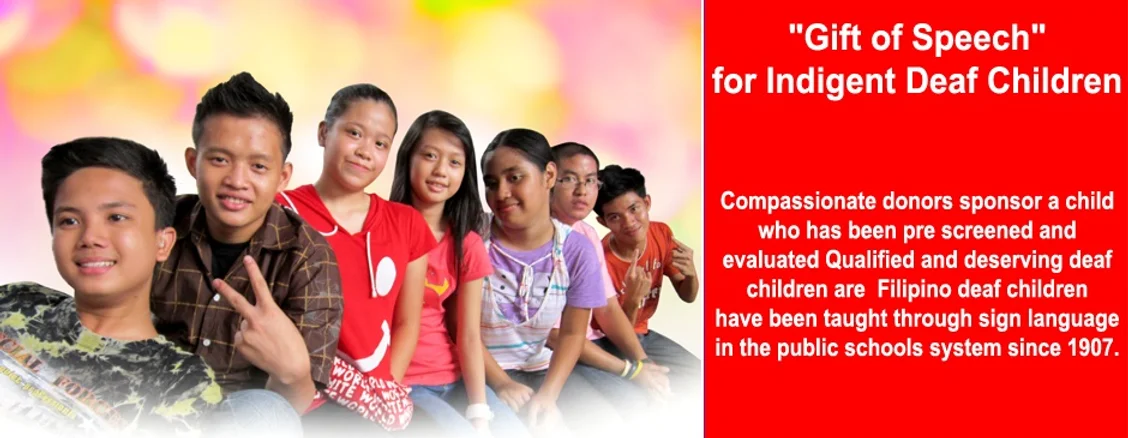 "Gift of Speech"
for Indigent Deaf Children
Compassionate donors sponsor a child
who has been pre screened and
evaluated Qualified and deserving deaf
children are  Filipino deaf children
have been taught through sign language
in the public schools system since 1907.